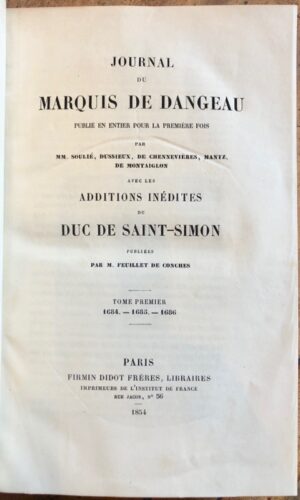 JOURNAL
DU
MARQUIS DE DANGEAU
PUBLIÉ EN ENTIER POUR LA PREMIÈRE FOIS
PAR
MM. SOULIÉ, DUSSIEUX, DE CHENNEVIÈRES, MANTZ,
DE MONTAIGLON
AVEC LES
ADDITIONS INÉDITES
DU
DUC DE SAINT-SIMON
PUBLIÉES
PAR M. FEUILLET DE CONCHES
TOME PREMIER
1684. — 1685. — 1686
PARIS
FIRMIN DIDOT FRÈRES, LIBRAIRES
IMPRIMEURS DE L'INSTITUT DE FRANCE
RUE JACOB, N° 56
1854